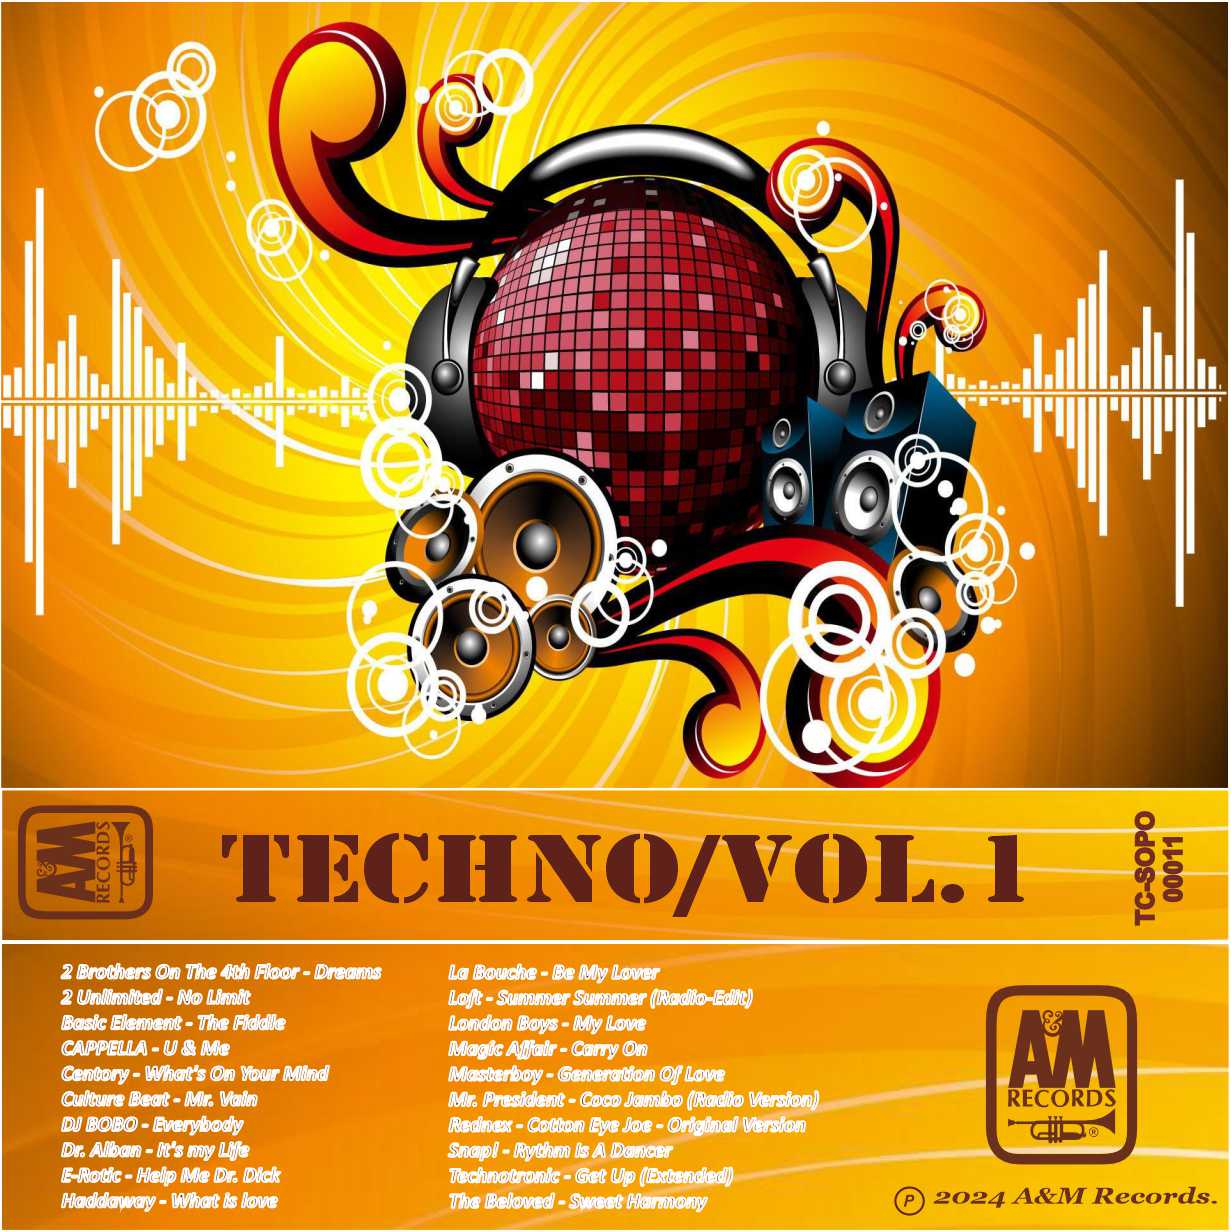 A&M
RECORDS
®
TECHNO/VOL. 1
TC-SOPO
00011
2 Brothers On The 4th Floor - Dreams
2 Unlimited - No Limit
Basic Element - The Fiddle
CAPPELLA - U & Me
Centory - What's On Your Mind
Culture Beat - Mr. Vain
DJ BOBO - Everybody
Dr. Alban - It's my Life
E-Rotic - Help Me Dr. Dick
Haddaway - What is love
La Bouche - Be My Lover
Loft - Summer Summer (Radio-Edit)
London Boys - My Love
Magic Affair - Carry On
Masterboy - Generation Of Love
Mr. President - Coco Jambo (Radio Version)
Rednex - Cotton Eye Joe - Original Version
Snap! - Rythm Is A Dancer
Technotronic - Get Up (Extended)
The Beloved - Sweet Harmony
A&M
RECORDS
®
℗ 2024 A&M Records.